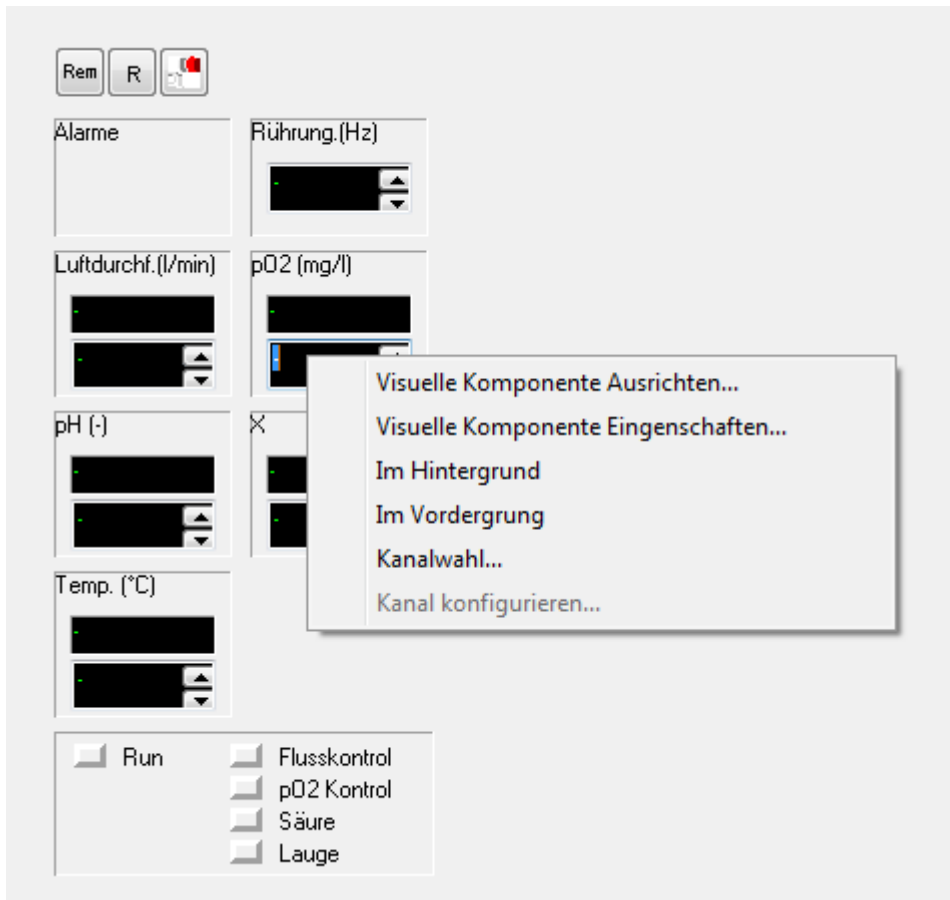 Rem R
Alarme
Rührung.(Hz)
-
Luftdurchf.(l/min)
-
-
pO2 (mg/l)
-
-
pH (-)
-
-
X
-
-
Temp. (°C)
-
-
Visuelle Komponente Ausrichten...
Visuelle Komponente Eingenschaften...
Im Hintergrund
Im Vordergrung
Kanalwahl...
Kanal konfigurieren...
Run
Flusskontrol
pO2 Kontrol
Säure
Lauge